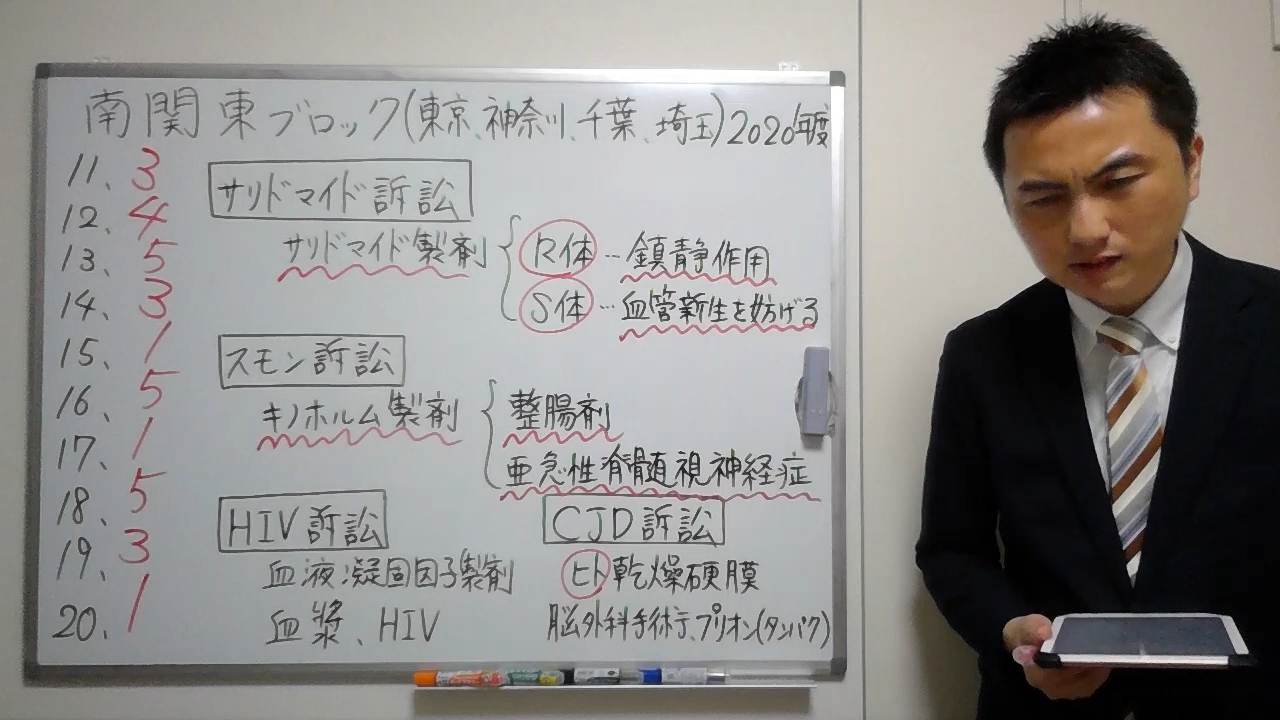 南関東ブロック(東京、神奈川、千葉、埼玉)2020年度
11、3
12、4
13、5
14、3
15、1
16、5
17、1
18、5
19、3
20、1
サリドマイド訴訟
サリドマイド製剤
R体…鎮静作用
S体…血管新生を妨げる
スモン訴訟
キノホルム製剤
整腸剤
亜急性脊髄視神経症
HIV訴訟
血液凝固因子製剤
血漿、HIV
CJD訴訟
ヒト乾燥硬膜
脳外科手術、プリオン(タンパク)